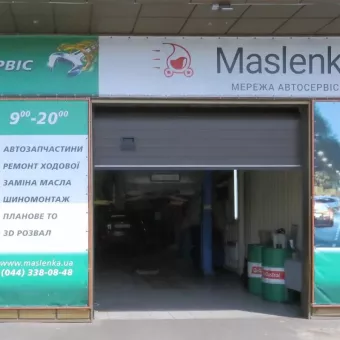 РВІС
Maslenka
МЕРЕЖА АВТОСЕРВІС
9⁰⁰-20⁰⁰
АВТОЗАПЧАСТИНИ
РЕМОНТ ХОДОВОЇ
ЗАМІНА МАСЛА
ШИНОМОНТАЖ
ПЛАНОВЕ ТО
3D РОЗВАЛ
www.maslenka.ua
(044) 338-08-48